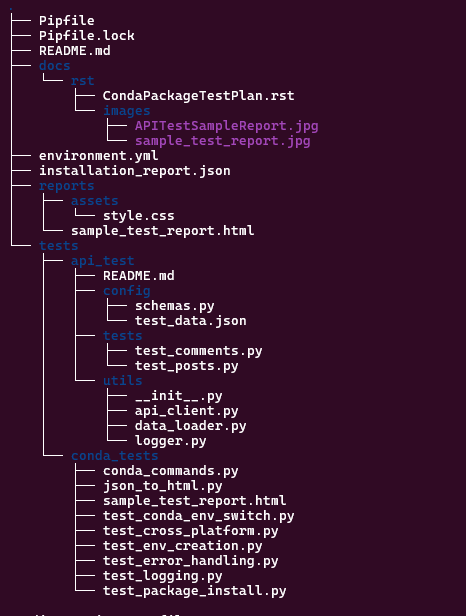 .
├── Pipfile
├── Pipfile.lock
├── README.md
├── docs
│   └── rst
│       ├── CondaPackageTestPlan.rst
│       └── images
│           ├── APITestSampleReport.jpg
│           └── sample_test_report.jpg
├── environment.yml
├── installation_report.json
├── reports
│   ├── assets
│   │   └── style.css
│   └── sample_test_report.html
└── tests
    ├── api_test
    │   ├── README.md
    │   ├── config
    │   │   ├── schemas.py
    │   │   └── test_data.json
    │   ├── tests
    │   │   ├── test_comments.py
    │   │   └── test_posts.py
    │   └── utils
    │       ├── __init__.py
    │       ├── api_client.py
    │       ├── data_loader.py
    │       └── logger.py
    └── conda_tests
        ├── conda_commands.py
        ├── json_to_html.py
        ├── sample_test_report.html
        ├── test_conda_env_switch.py
        ├── test_cross_platform.py
        ├── test_env_creation.py
        ├── test_error_handling.py
        ├── test_logging.py
        └── test_package_install.py